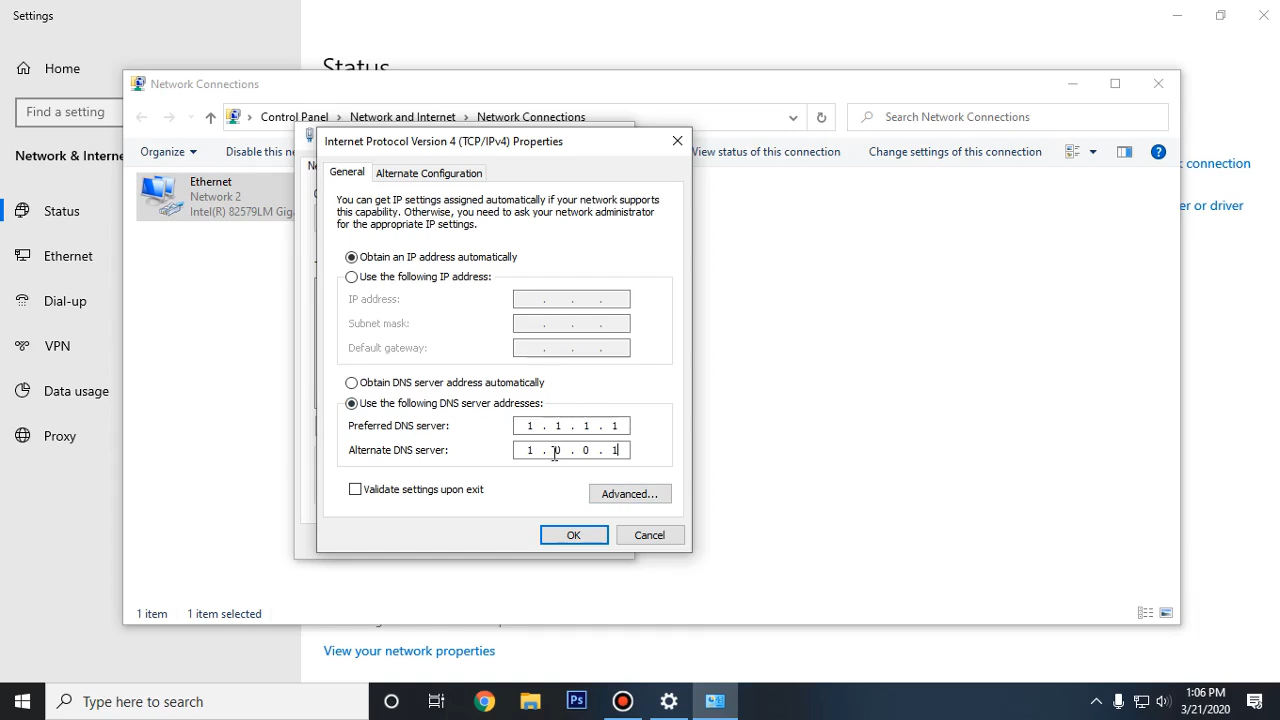 Settings
Home
Find a setting
Network & Interne
Status
Ethernet
Dial-up
VPN
Data usage
Proxy
Status
Network Connections
Control Panel > Network and Internet > Network Connections
Search Network Connections
Organize
Disable this ne
View status of this connection
Change settings of this connection
Ethernet
Network 2
Intel(R) 82579LM Gig
Internet Protocol Version 4 (TCP/IPv4) Properties
General
Alternate Configuration
You can get IP settings assigned automatically if your network supports
this capability. Otherwise, you need to ask your network administrator
for the appropriate IP settings.
Obtain an IP address automatically
Use the following IP address:
IP address: . . .
Subnet mask: . . .
Default gateway: . . .
Obtain DNS server address automatically
Use the following DNS server addresses:
Preferred DNS server: 1 . 1 . 1 . 1
Alternate DNS server: 1 . 0 . 0 . 1
Validate settings upon exit
Advanced...
OK
Cancel
connection
er or driver
1 item
1 item selected
View your network properties
Type here to search
Ps
1:06 PM
3/21/2020